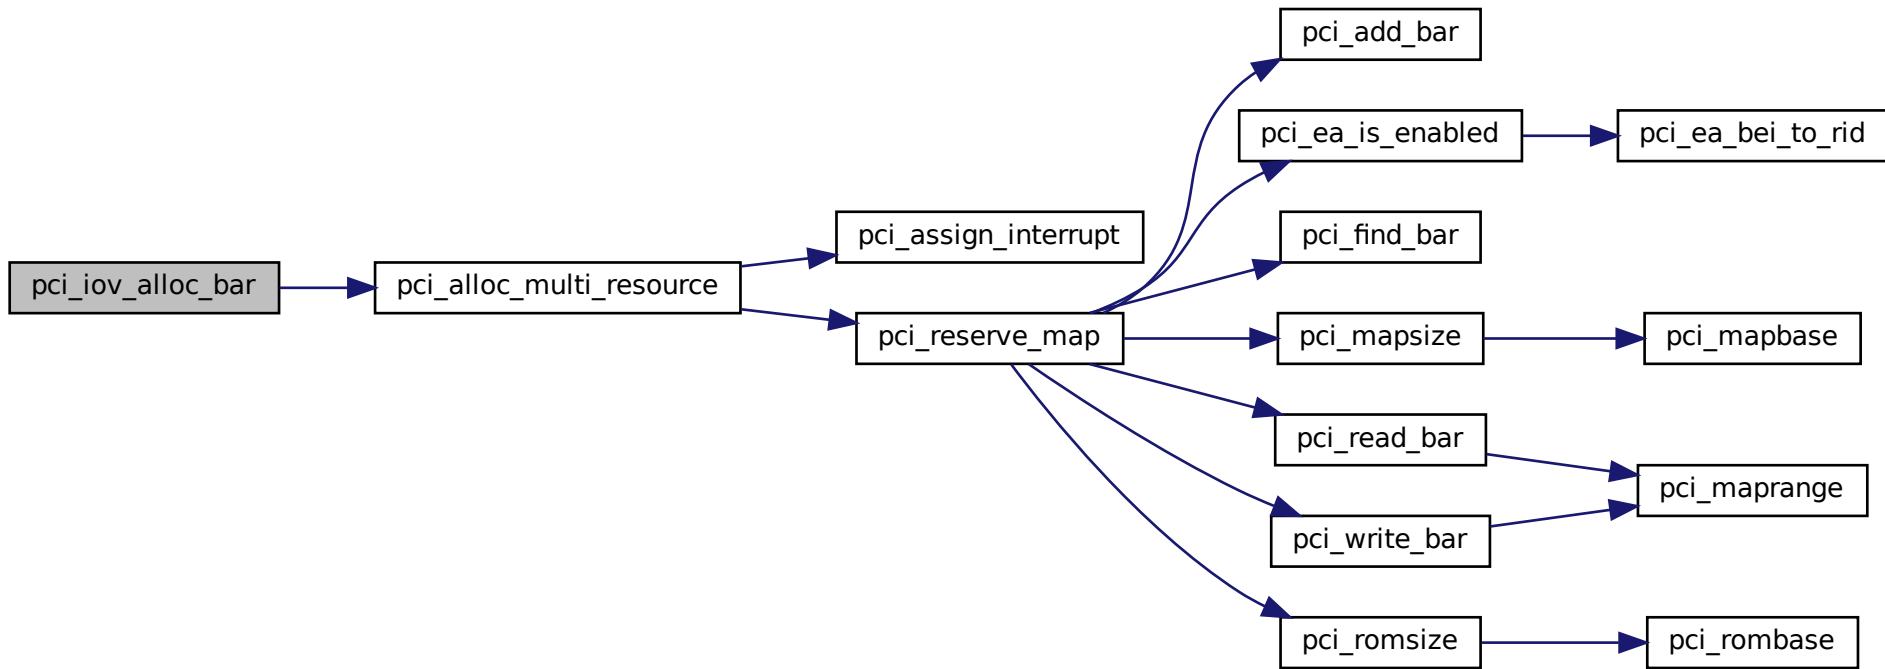 pci_iov_alloc_bar
pci_alloc_multi_resource
pci_assign_interrupt
pci_reserve_map
pci_add_bar
pci_ea_is_enabled
pci_ea_bei_to_rid
pci_find_bar
pci_mapsize
pci_mapbase
pci_read_bar
pci_maprange
pci_write_bar
pci_romsize
pci_rombase